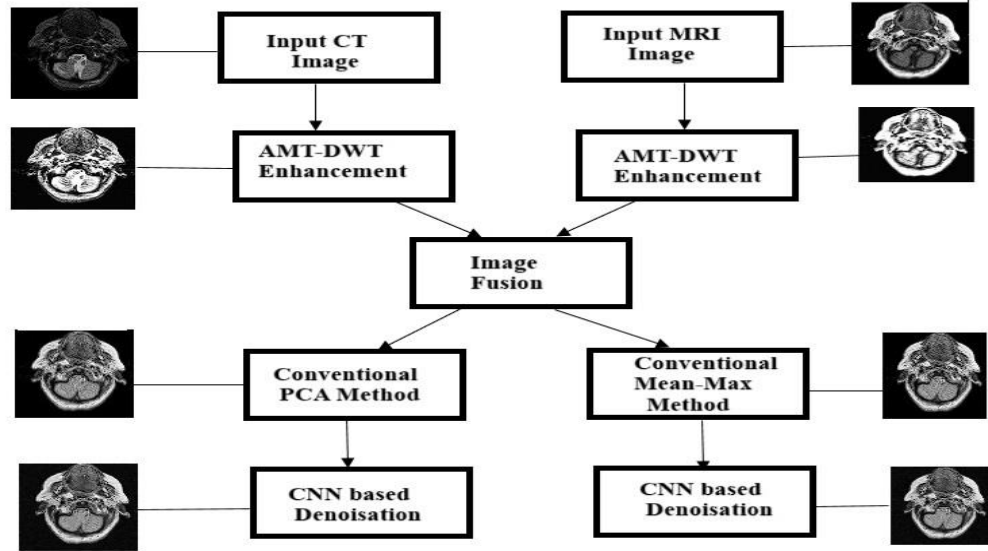 Input CT
Image
Input MRI
Image
AMT-DWT
Enhancement
AMT-DWT
Enhancement
Image
Fusion
Conventional
PCA Method
Conventional
Mean-Max
Method
CNN based
Denoisation
CNN based
Denoisation